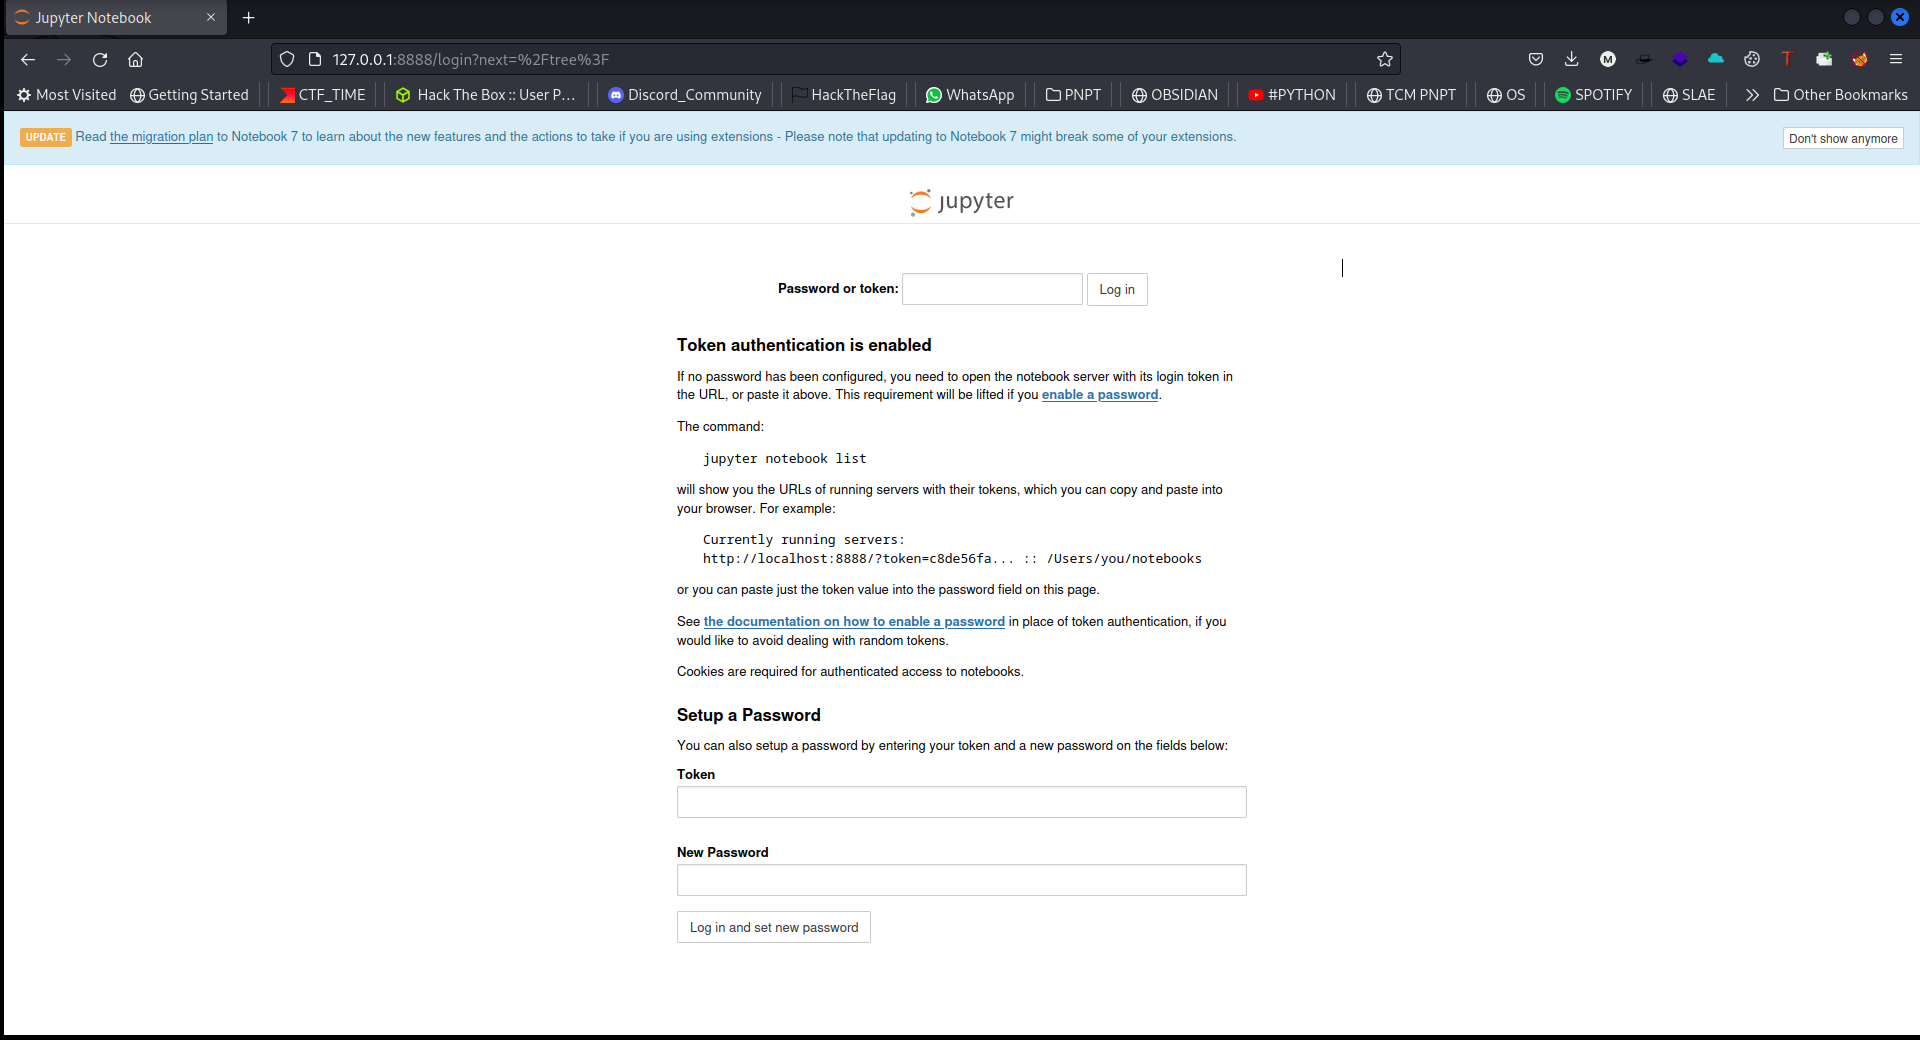 Jupyter Notebook
127.0.0.1:8888/login?next=%2Ftree%3F
M
T
Most Visited Getting Started CTF_TIME Hack The Box :: User P... Discord_Community HackTheFlag WhatsApp PNPT OBSIDIAN #PYTHON TCM PNPT OS SPOTIFY SLAE Other Bookmarks
UPDATE Read the migration plan to Notebook 7 to learn about the new features and the actions to take if you are using extensions - Please note that updating to Notebook 7 might break some of your extensions. Don't show anymore
jupyter
Password or token: Log in
Token authentication is enabled
If no password has been configured, you need to open the notebook server with its login token in
the URL, or paste it above. This requirement will be lifted if you enable a password.
The command:
jupyter notebook list
will show you the URLs of running servers with their tokens, which you can copy and paste into
your browser. For example:
Currently running servers:
http://localhost:8888/?token=c8de56fa... :: /Users/you/notebooks
or you can paste just the token value into the password field on this page.
See the documentation on how to enable a password in place of token authentication, if you
would like to avoid dealing with random tokens.
Cookies are required for authenticated access to notebooks.
Setup a Password
You can also setup a password by entering your token and a new password on the fields below:
Token
New Password
Log in and set new password